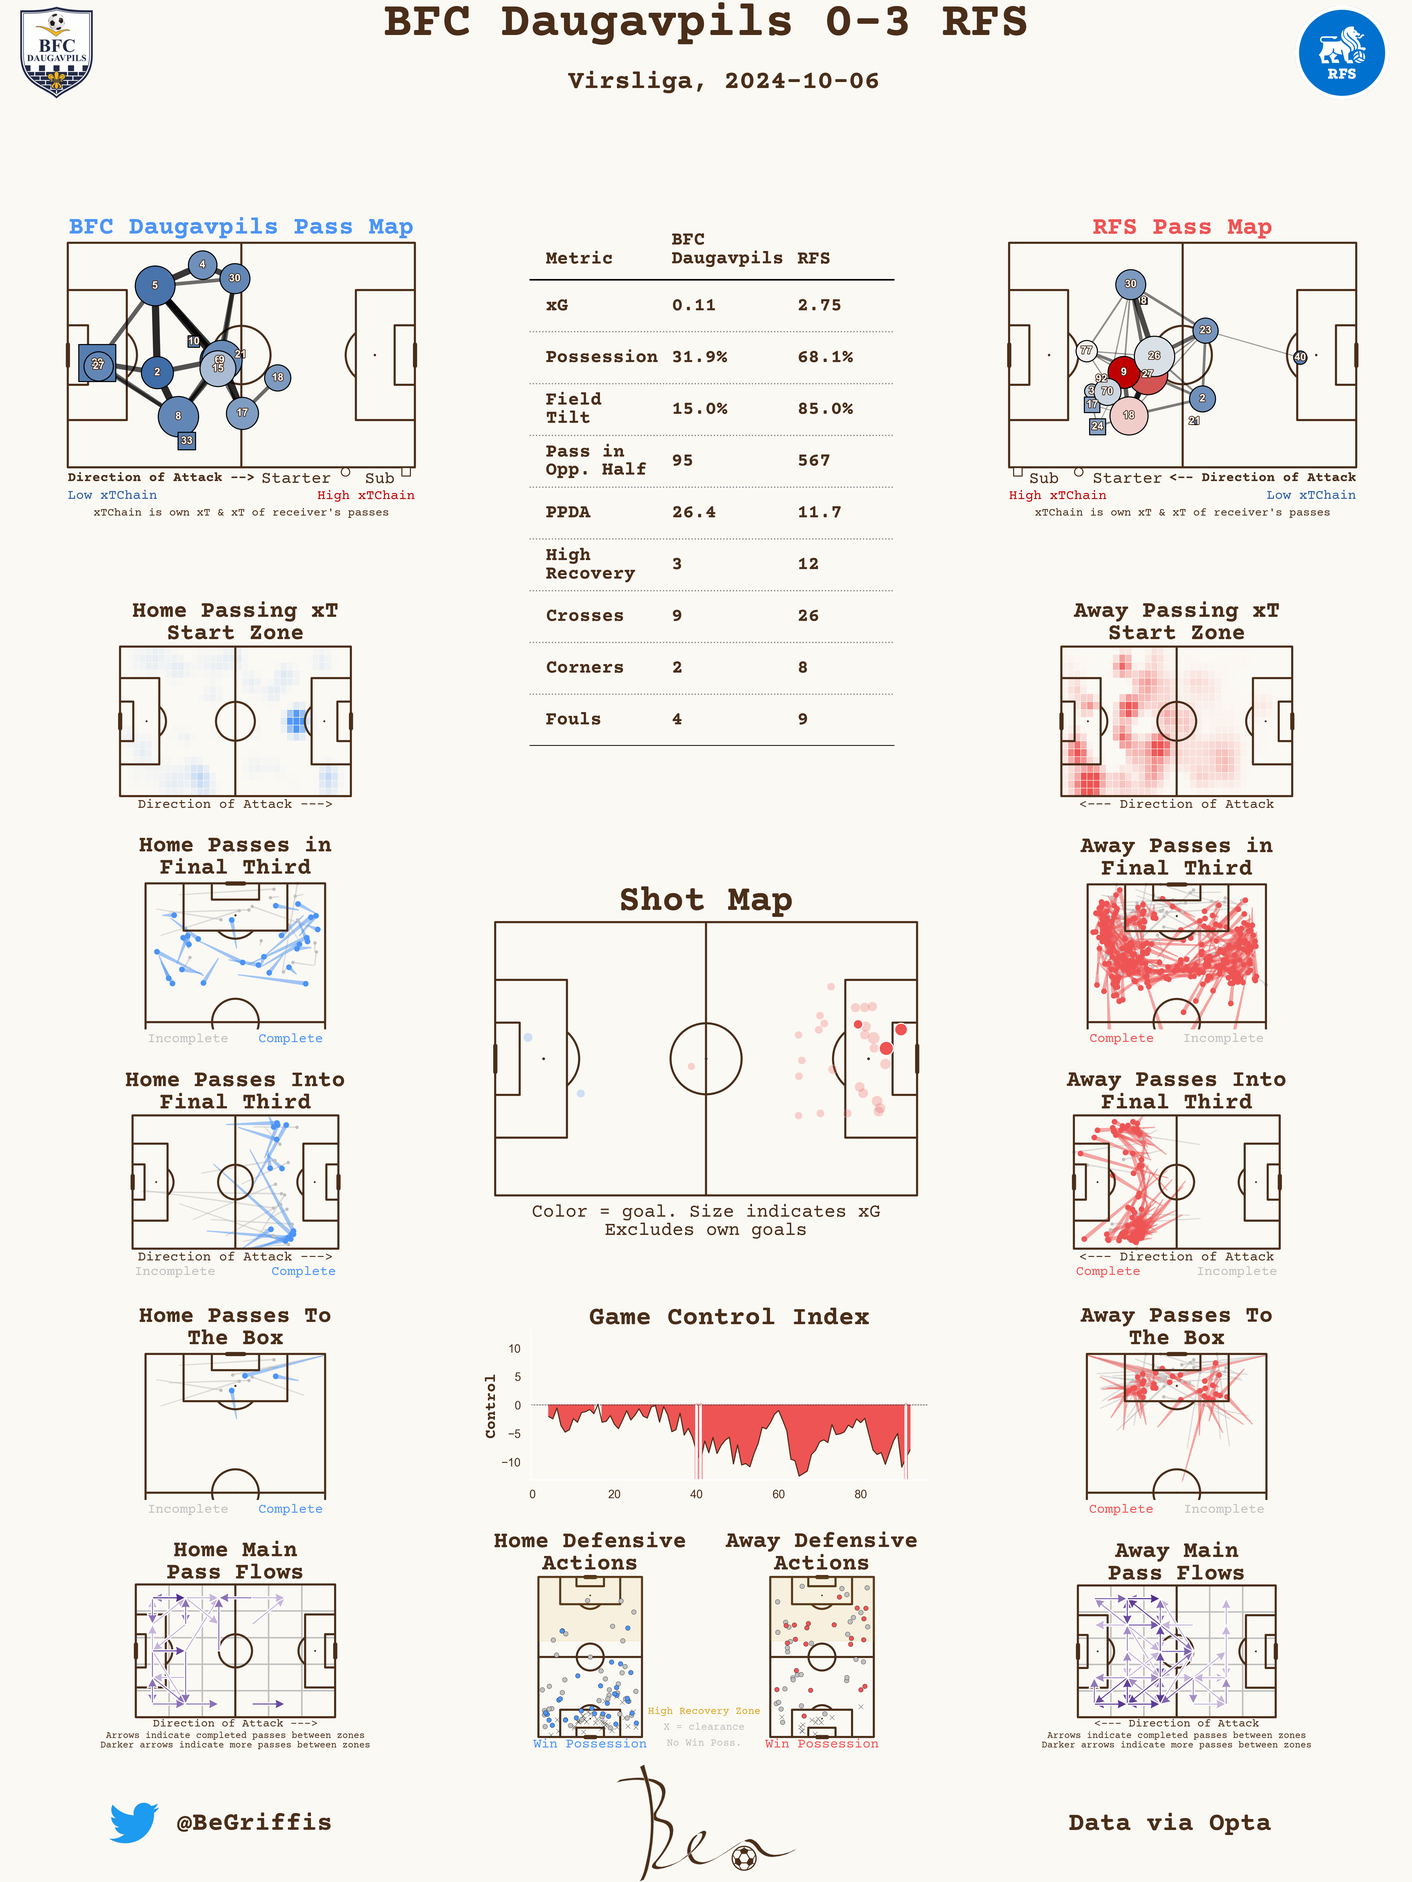 BFC Daugavpils 0-3 RFS
Virsliga, 2024-10-06
BFC
DAUGAVPILS
RFS
BFC Daugavpils Pass Map
4
5
30
10
21
69
15
27
2
18
8
17
33
Direction of Attack --> Starter Sub
Low xTChain High xTChain
xTChain is own xT & xT of receiver's passes
Metric BFC Daugavpils RFS
xG 0.11 2.75
Possession 31.9% 68.1%
Field Tilt 15.0% 85.0%
Pass in Opp. Half 95 567
PPDA 26.4 11.7
High Recovery 3 12
Crosses 9 26
Corners 2 8
Fouls 4 9
RFS Pass Map
30
8
23
77
26
40
9
27
92
3
70
2
17
18
21
24
Sub Starter <-- Direction of Attack
High xTChain Low xTChain
xTChain is own xT & xT of receiver's passes
Home Passing xT
Start Zone
Direction of Attack --->
Away Passing xT
Start Zone
<--- Direction of Attack
Home Passes in
Final Third
Incomplete Complete
Away Passes in
Final Third
Complete Incomplete
Shot Map
Color = goal. Size indicates xG
Excludes own goals
Home Passes Into
Final Third
Direction of Attack --->
Incomplete Complete
Away Passes Into
Final Third
<--- Direction of Attack
Complete Incomplete
Home Passes To
The Box
Incomplete Complete
Game Control Index
Control
10
5
0
−5
−10
0 20 40 60 80
Away Passes To
The Box
Complete Incomplete
Home Main
Pass Flows
Direction of Attack --->
Arrows indicate completed passes between zones
Darker arrows indicate more passes between zones
Home Defensive
Actions
Win Possession
Away Defensive
Actions
Win Possession
High Recovery Zone
X = clearance
No Win Poss.
Away Main
Pass Flows
<--- Direction of Attack
Arrows indicate completed passes between zones
Darker arrows indicate more passes between zones
@BeGriffis
Ben
Data via Opta